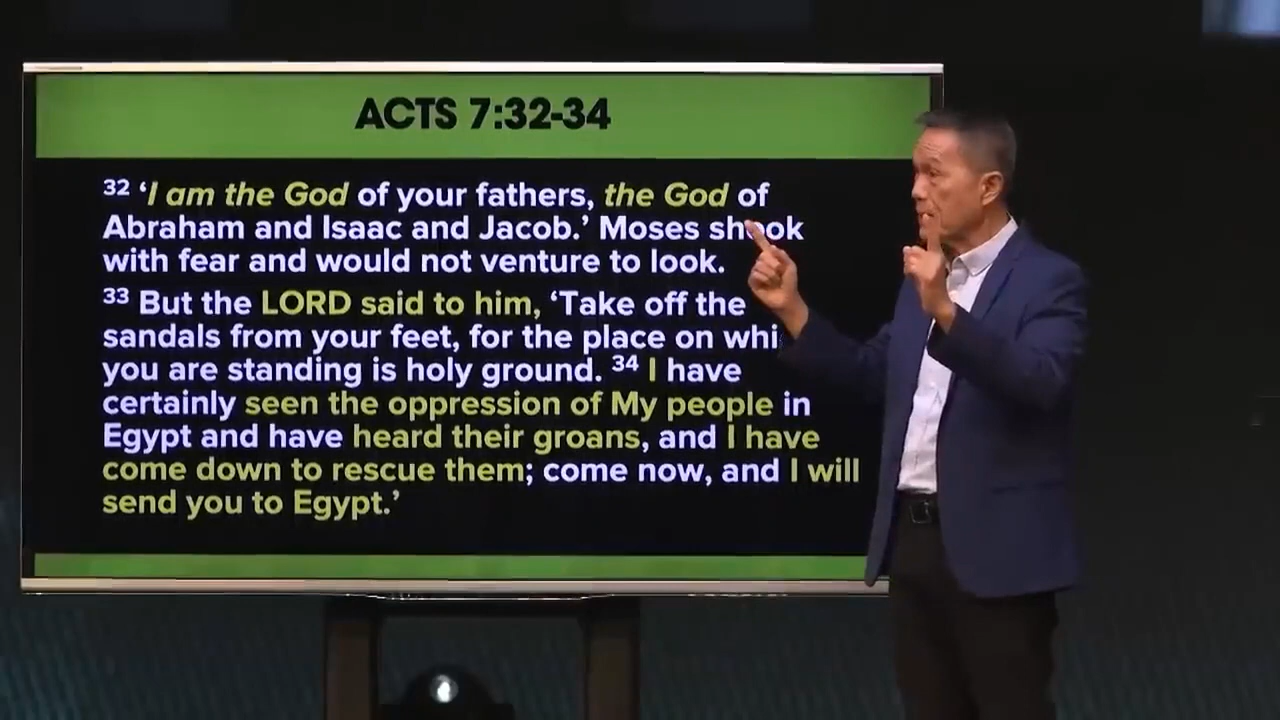 ACTS 7:32-34
32 ‘I am the God of your fathers, the God of
Abraham and Isaac and Jacob.’ Moses shook
with fear and would not venture to look.
33 But the LORD said to him, ‘Take off the
sandals from your feet, for the place on whi
you are standing is holy ground. 34 I have
certainly seen the oppression of My people in
Egypt and have heard their groans, and I have
come down to rescue them; come now, and I will
send you to Egypt.’